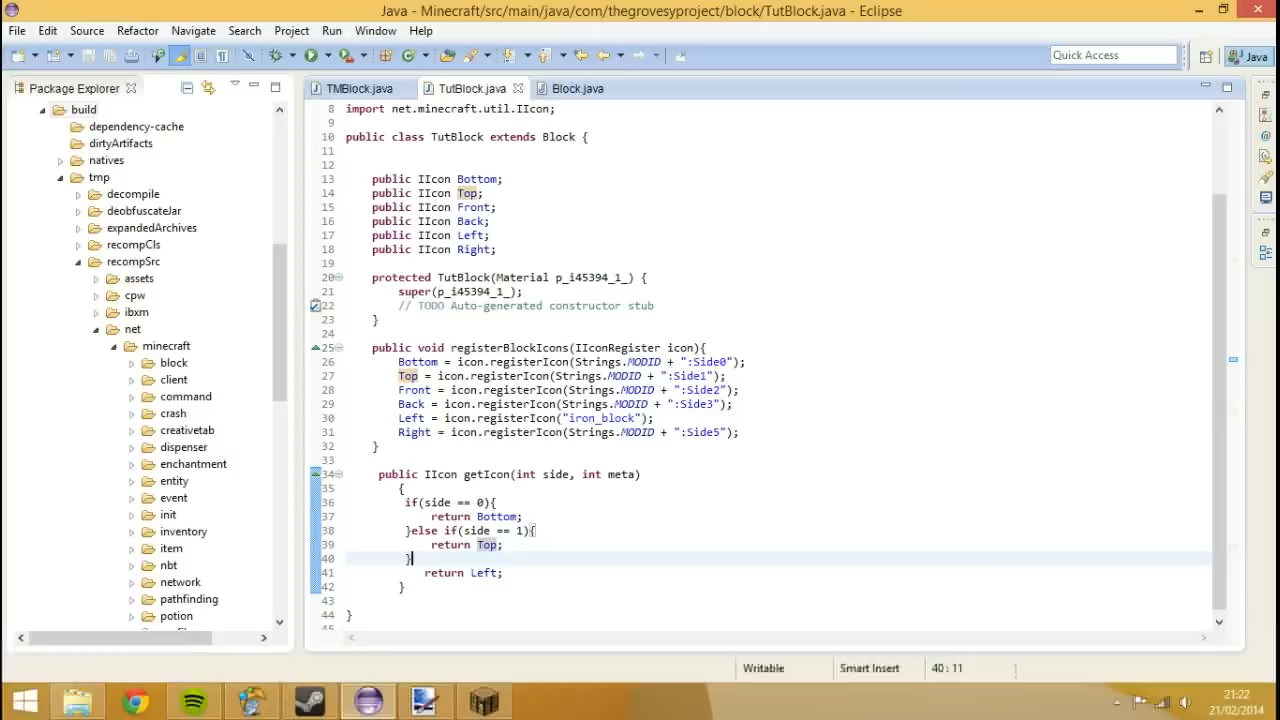 Java - Minecraft/src/main/java/com/thegrovesyproject/block/TutBlock.java - Eclipse
File Edit Source Refactor Navigate Search Project Run Window Help
Quick Access
Java
Package Explorer
build
dependency-cache
dirtyArtifacts
natives
tmp
decompile
deobfuscateJar
expandedArchives
recompCls
recompSrc
assets
cpw
ibxm
net
minecraft
block
client
command
crash
creativetab
dispenser
enchantment
entity
event
init
inventory
item
nbt
network
pathfinding
potion
TMBlock.java TutBlock.java Block.java
8 import net.minecraft.util.IIcon;
9
10 public class TutBlock extends Block {
11
12
13 public IIcon Bottom;
14 public IIcon Top;
15 public IIcon Front;
16 public IIcon Back;
17 public IIcon Left;
18 public IIcon Right;
19
20 protected TutBlock(Material p_i45394_1_) {
21 super(p_i45394_1_);
22 // TODO Auto-generated constructor stub
23 }
24
25 public void registerBlockIcons(IIconRegister icon){
26 Bottom = icon.registerIcon(Strings.MODID + ":Side0");
27 Top = icon.registerIcon(Strings.MODID + ":Side1");
28 Front = icon.registerIcon(Strings.MODID + ":Side2");
29 Back = icon.registerIcon(Strings.MODID + ":Side3");
30 Left = icon.registerIcon("iron_block");
31 Right = icon.registerIcon(Strings.MODID + ":Side5");
32 }
33
34 public IIcon getIcon(int side, int meta)
35 {
36 if(side == 0){
37 return Bottom;
38 }else if(side == 1){
39 return Top;
40 }
41 return Left;
42 }
43
44 }
45
Writable Smart Insert 40 : 11
21:22
21/02/2014